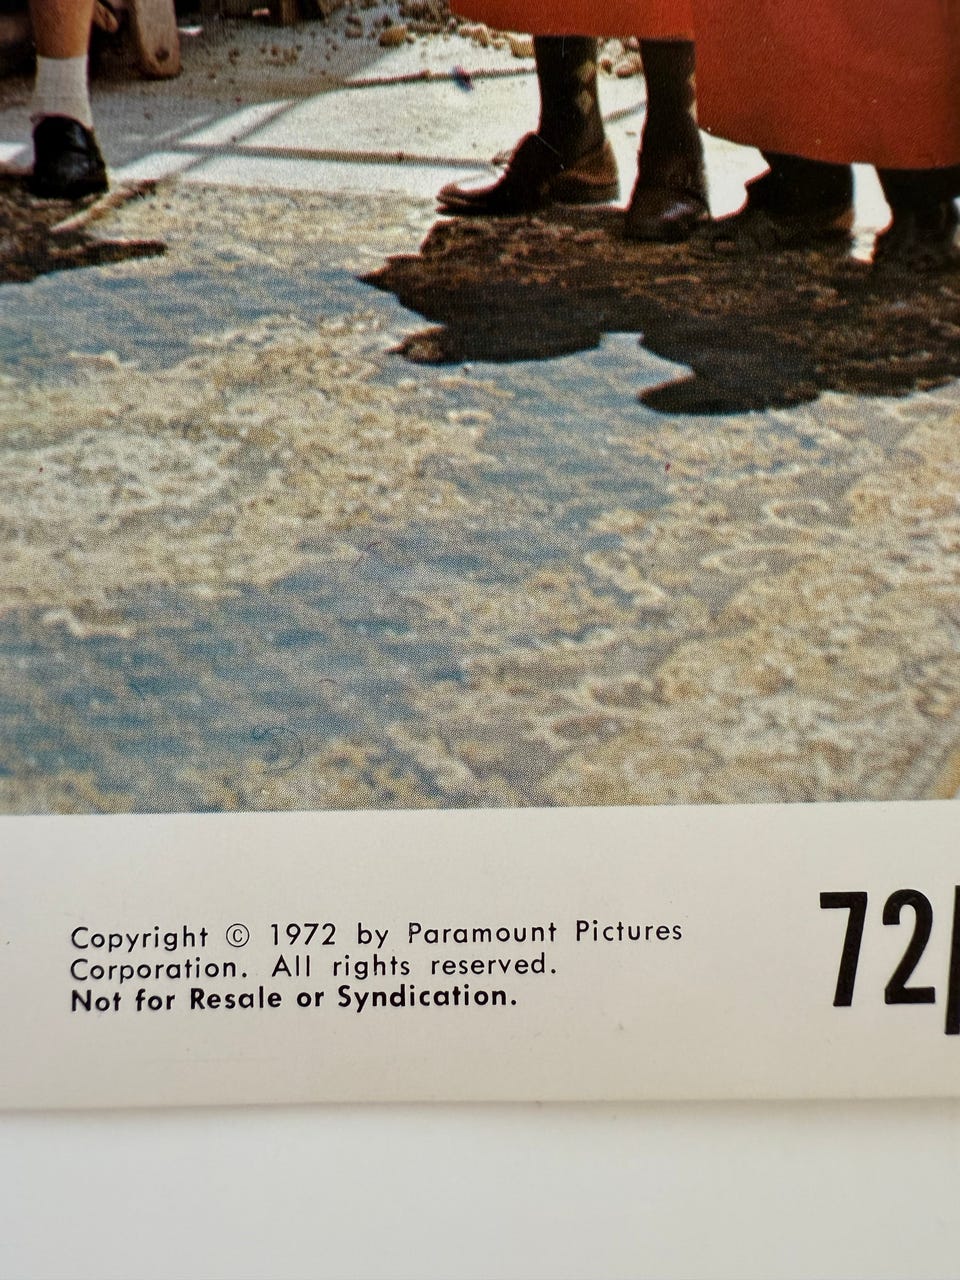 Copyright © 1972 by Paramount Pictures
Corporation. All rights reserved.
Not for Resale or Syndication.
72